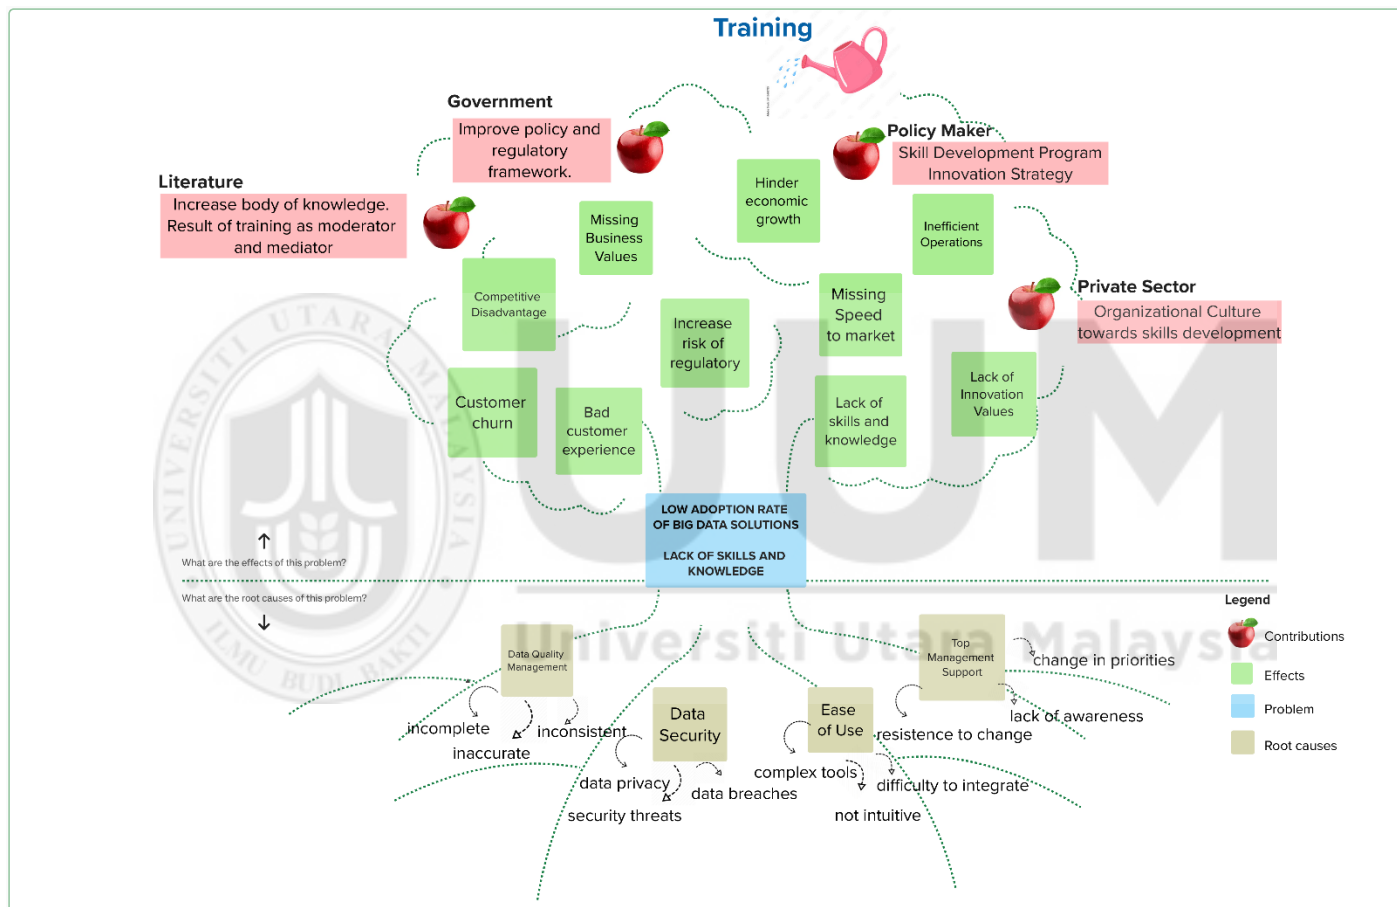 Training
Government
Improve policy and
regulatory
framework.
Policy Maker
Skill Development Program
Innovation Strategy
Literature
Increase body of knowledge.
Result of training as moderator
and mediator
Hinder
economic
growth
Missing
Business
Values
Inefficient
Operations
Private Sector
Organizational Culture
towards skills development
Competitive
Disadvantage
Missing
Speed
to market
Increase
risk of
regulatory
Customer
churn
Bad
customer
experience
Lack of
skills and
knowledge
Lack of
Innovation
Values
LOW ADOPTION RATE
OF BIG DATA SOLUTIONS
LACK OF SKILLS AND
KNOWLEDGE
What are the effects of this problem?
What are the root causes of this problem?
UNIVERSITI UTARA MALAYSIA
ILMU BUDI BAKTI
UUM
Universiti Utara Malaysia
Data Quality
Management
incomplete
inaccurate
inconsistent
Data
Security
data privacy
security threats
data breaches
Ease
of Use
complex tools
not intuitive
difficulty to integrate
Top
Management
Support
change in priorities
lack of awareness
resistence to change
Legend
Contributions
Effects
Problem
Root causes